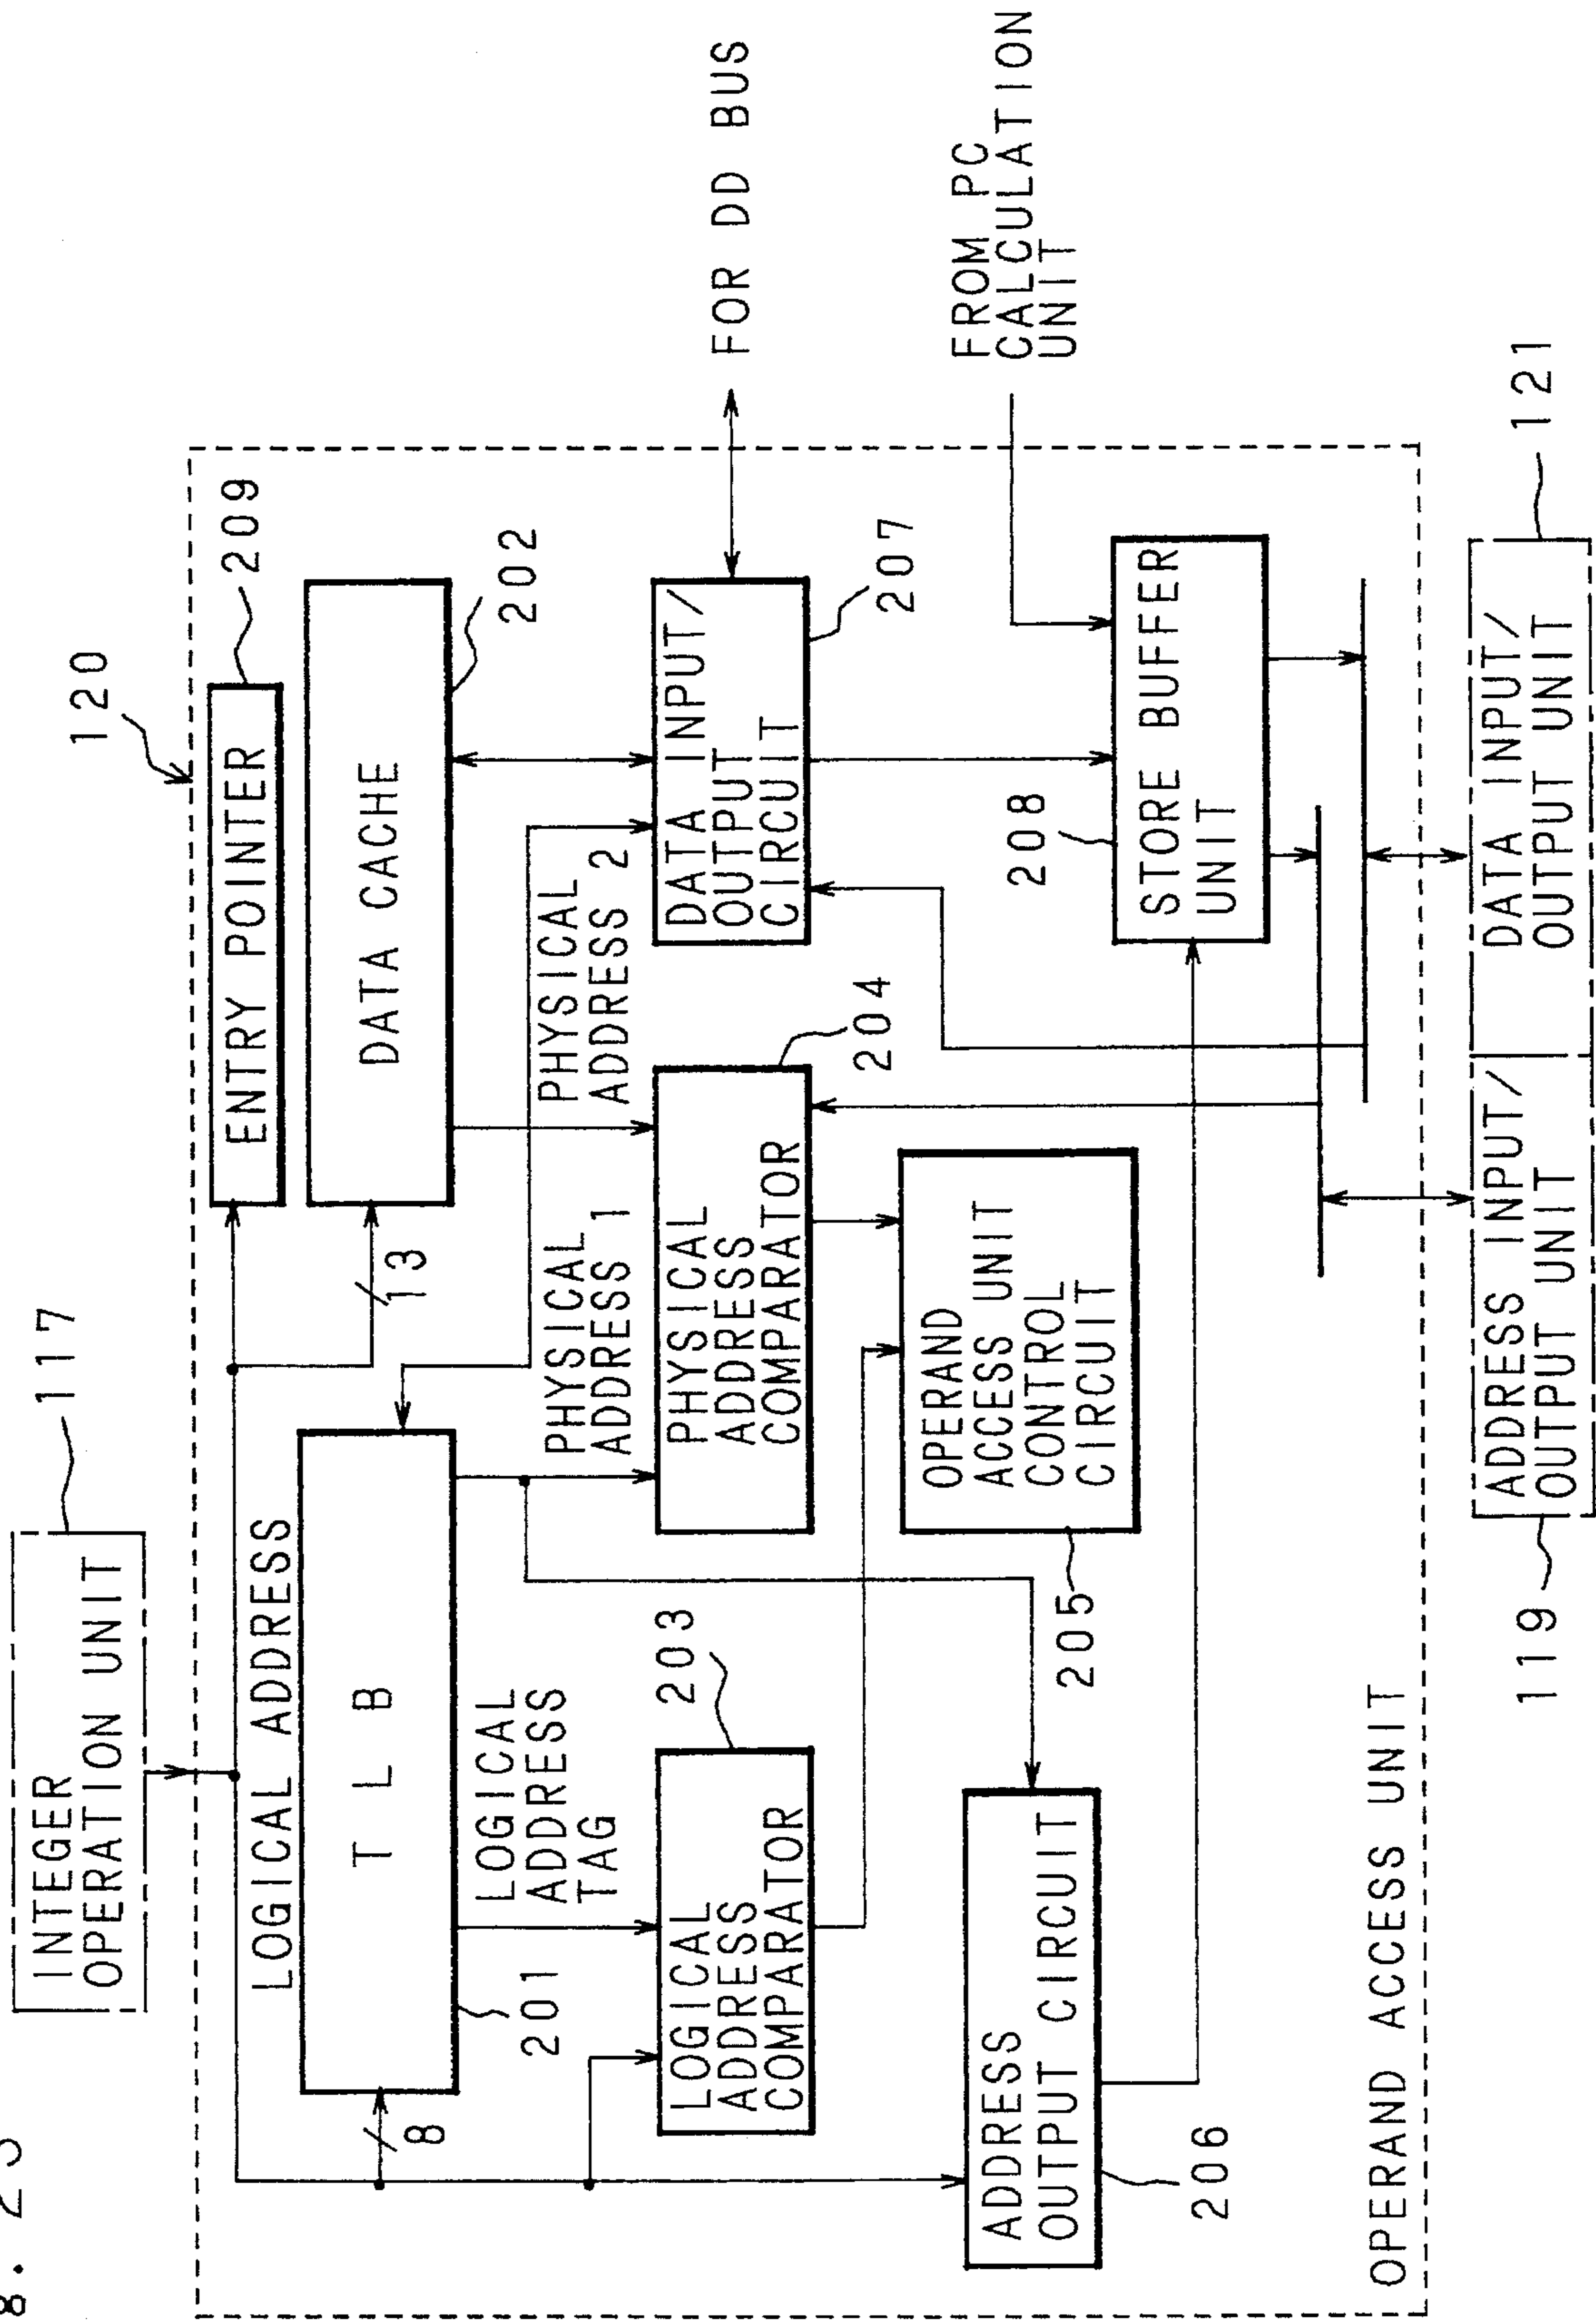 8. 23
INTEGER
OPERATION UNIT
117
120
LOGICAL ADDRESS
ENTRY POINTER
209
T L B
201
8
13
DATA CACHE
202
LOGICAL
ADDRESS
TAG
PHYSICAL
ADDRESS 1
PHYSICAL
ADDRESS 2
FOR DD BUS
LOGICAL
ADDRESS
COMPARATOR
203
PHYSICAL
ADDRESS
COMPARATOR
204
DATA INPUT/
OUTPUT
CIRCUIT
207
OPERAND
ACCESS UNIT
CONTROL
CIRCUIT
205
FROM PC
CALCULATION
UNIT
ADDRESS
OUTPUT CIRCUIT
206
208
STORE BUFFER
UNIT
OPERAND ACCESS UNIT
119
ADDRESS INPUT/
OUTPUT UNIT
DATA INPUT/
OUTPUT UNIT
121